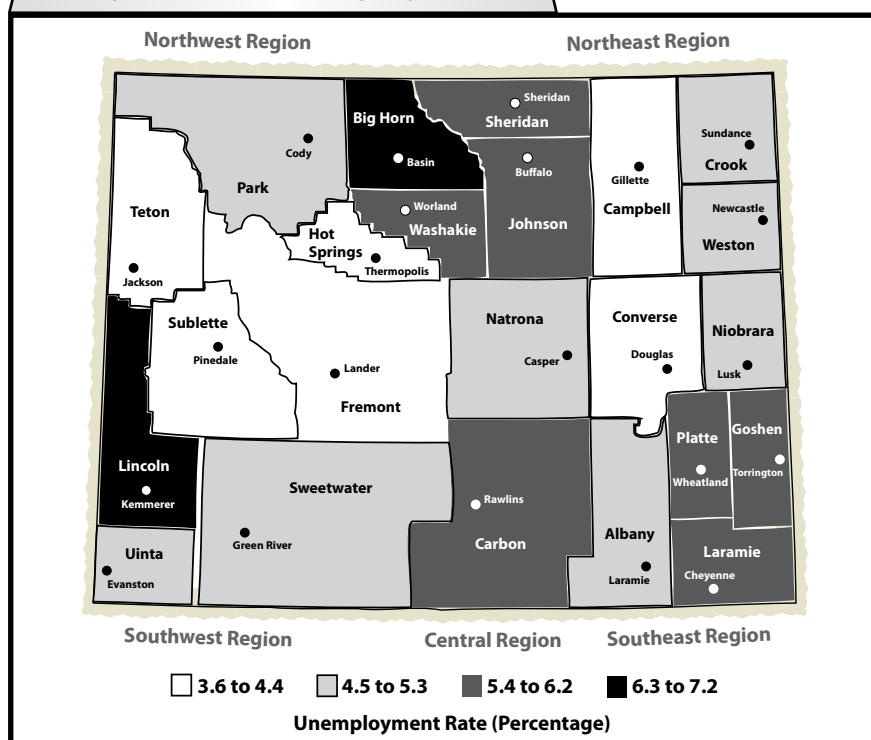 Northwest Region
Northeast Region
Big Horn
Basin
Sheridan
Sheridan
Cody
Park
Buffalo
Gillette
Campbell
Sundance
Crook
Teton
Jackson
Worland
Washakie
Johnson
Newcastle
Weston
Hot
Springs
Thermopolis
Sublette
Pinedale
Lander
Fremont
Natrona
Casper
Converse
Douglas
Niobrara
Lusk
Lincoln
Kemmerer
Sweetwater
Green River
Rawlins
Carbon
Platte
Wheatland
Goshen
Torrington
Uinta
Evanston
Albany
Laramie
Laramie
Cheyenne
Southwest Region
Central Region
Southeast Region
3.6 to 4.4
4.5 to 5.3
5.4 to 6.2
6.3 to 7.2
Unemployment Rate (Percentage)